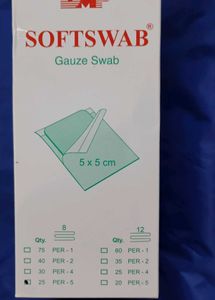 SOFTSWAB®
Gauze Swab
5 x 5 cm
8 12
Qty. Qty.
75 PER - 1 60 PER - 1
40 PER - 2 35 PER - 2
30 PER - 4 25 PER - 4
25 PER - 5 20 PER - 5